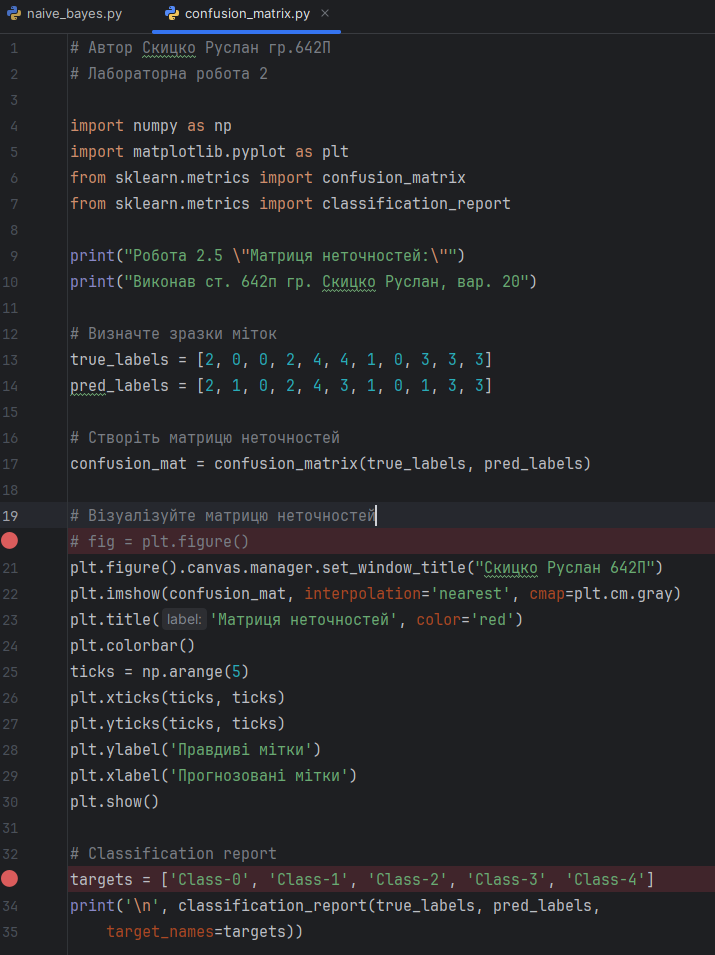 naive_bayes.py confusion_matrix.py ×
1 # Автор Скицко Руслан гр.642П
2 # Лабораторна робота 2
3
4 import numpy as np
5 import matplotlib.pyplot as plt
6 from sklearn.metrics import confusion_matrix
7 from sklearn.metrics import classification_report
8
9 print("Робота 2.5 \"Матриця неточностей:\"")
10 print("Виконав ст. 642п гр. Скицко Руслан, вар. 20")
11
12 # Визначте зразки міток
13 true_labels = [2, 0, 0, 2, 4, 4, 1, 0, 3, 3, 3]
14 pred_labels = [2, 1, 0, 2, 4, 3, 1, 0, 1, 3, 3]
15
16 # Створіть матрицю неточностей
17 confusion_mat = confusion_matrix(true_labels, pred_labels)
18
19 # Візуалізуйте матрицю неточностей
# fig = plt.figure()
21 plt.figure().canvas.manager.set_window_title("Скицко Руслан 642П")
22 plt.imshow(confusion_mat, interpolation='nearest', cmap=plt.cm.gray)
23 plt.title( label: 'Матриця неточностей', color='red')
24 plt.colorbar()
25 ticks = np.arange(5)
26 plt.xticks(ticks, ticks)
27 plt.yticks(ticks, ticks)
28 plt.ylabel('Правдиві мітки')
29 plt.xlabel('Прогнозовані мітки')
30 plt.show()
31
32 # Classification report
targets = ['Class-0', 'Class-1', 'Class-2', 'Class-3', 'Class-4']
34 print('\n', classification_report(true_labels, pred_labels,
35 target_names=targets))